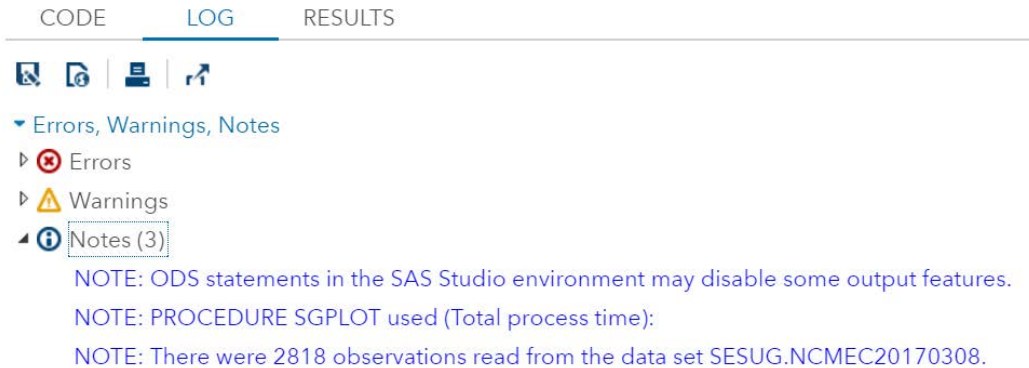 CODE LOG RESULTS
Errors, Warnings, Notes
Errors
Warnings
Notes (3)
NOTE: ODS statements in the SAS Studio environment may disable some output features.
NOTE: PROCEDURE SGPLOT used (Total process time):
NOTE: There were 2818 observations read from the data set SESUG.NCMEC20170308.